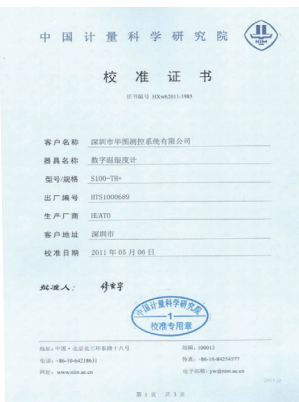 中国计量科学研究院
校准证书
证书编号 HXwS2011-1985
客户名称 深圳市华图测控系统有限公司
器具名称 数字温湿度计
型号/规格 S100-TH+
出厂编号 HTS1000689
生产厂商 HUATO
客户地址 深圳市
校准日期 2011 年 05 月 06 日
批准人：
中国计量科学研究院
1
校准专用章
地址：中国·北京北三环东路十八号
邮编：100013
电话：+86-10-64218631
传真：+86-10-84254577
网址：www.nim.ac.cn
电子邮箱：yw@nim.ac.cn
第 1 页 共 3 页